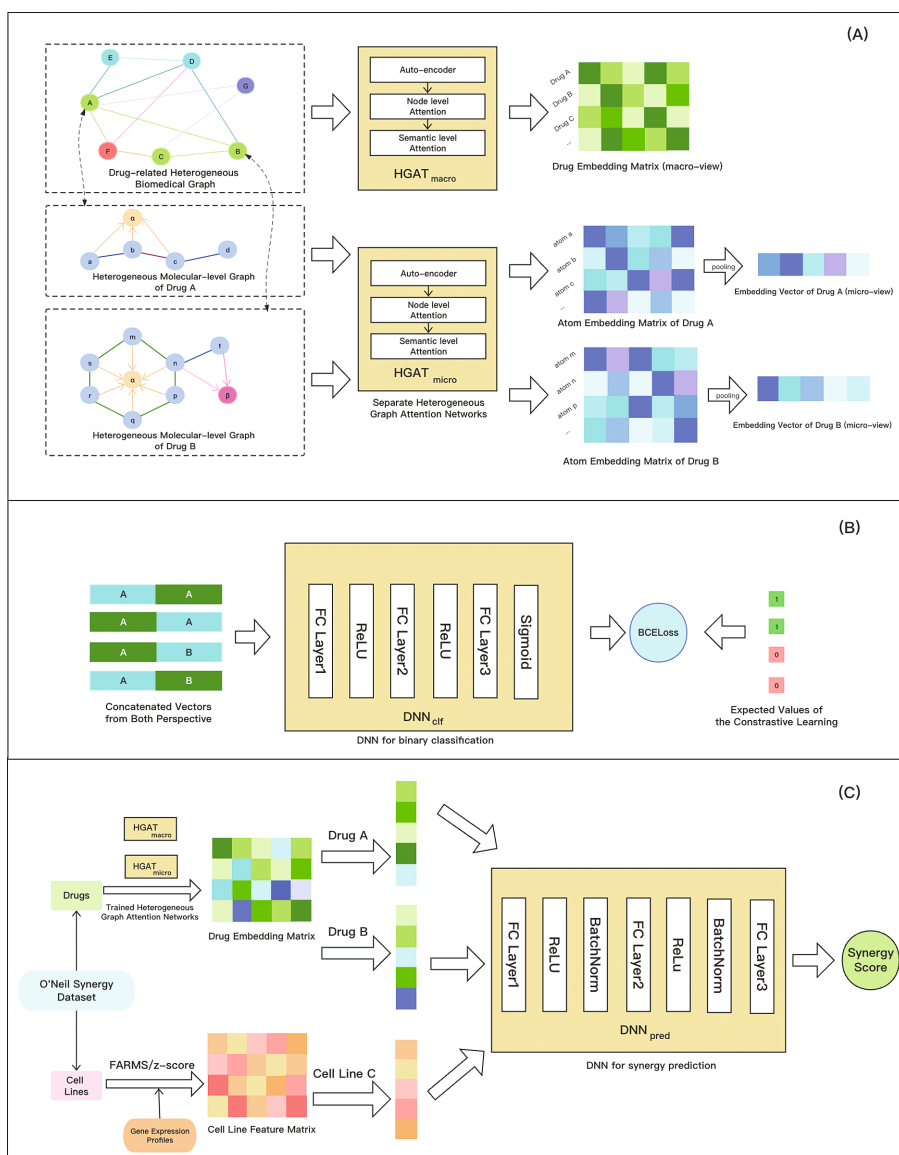 (A)
E
D
G
A
F
C
B
Drug-related Heterogeneous
Biomedical Graph
Auto-encoder
Node level
Attention
Semantic level
Attention
HGAT macro
Drug A
Drug B
Drug C
...
Drug Embedding Matrix (macro-view)
α
a
b
c
d
Heterogeneous Molecular-level Graph
of Drug A
m
t
s
n
α
r
p
β
q
Heterogeneous Molecular-level Graph
of Drug B
Auto-encoder
Node level
Attention
Semantic level
Attention
HGAT micro
Separate Heterogeneous
Graph Attention Networks
atom a
atom b
atom c
...
Atom Embedding Matrix of Drug A
pooling
Embedding Vector of Drug A (micro-view)
atom m
atom n
atom p
...
Atom Embedding Matrix of Drug B
pooling
Embedding Vector of Drug B (micro-view)
(B)
A A
A A
A B
A B
Concatenated Vectors
from Both Perspective
FC Layer1
ReLU
FC Layer2
ReLU
FC Layer3
Sigmoid
DNN clf
DNN for binary classification
BCELoss
1
1
0
0
Expected Values of
the Constrastive Learning
(C)
HGAT macro
HGAT micro
Drugs
Trained Heterogeneous
Graph Attention Networks
Drug Embedding Matrix
Drug A
Drug B
O'Neil Synergy
Dataset
Cell
Lines
FARMS/z-score
Gene Expression
Profiles
Cell Line Feature Matrix
Cell Line C
FC Layer1
ReLU
BatchNorm
FC Layer2
ReLu
BatchNorm
FC Layer3
DNN pred
DNN for synergy prediction
Synergy
Score